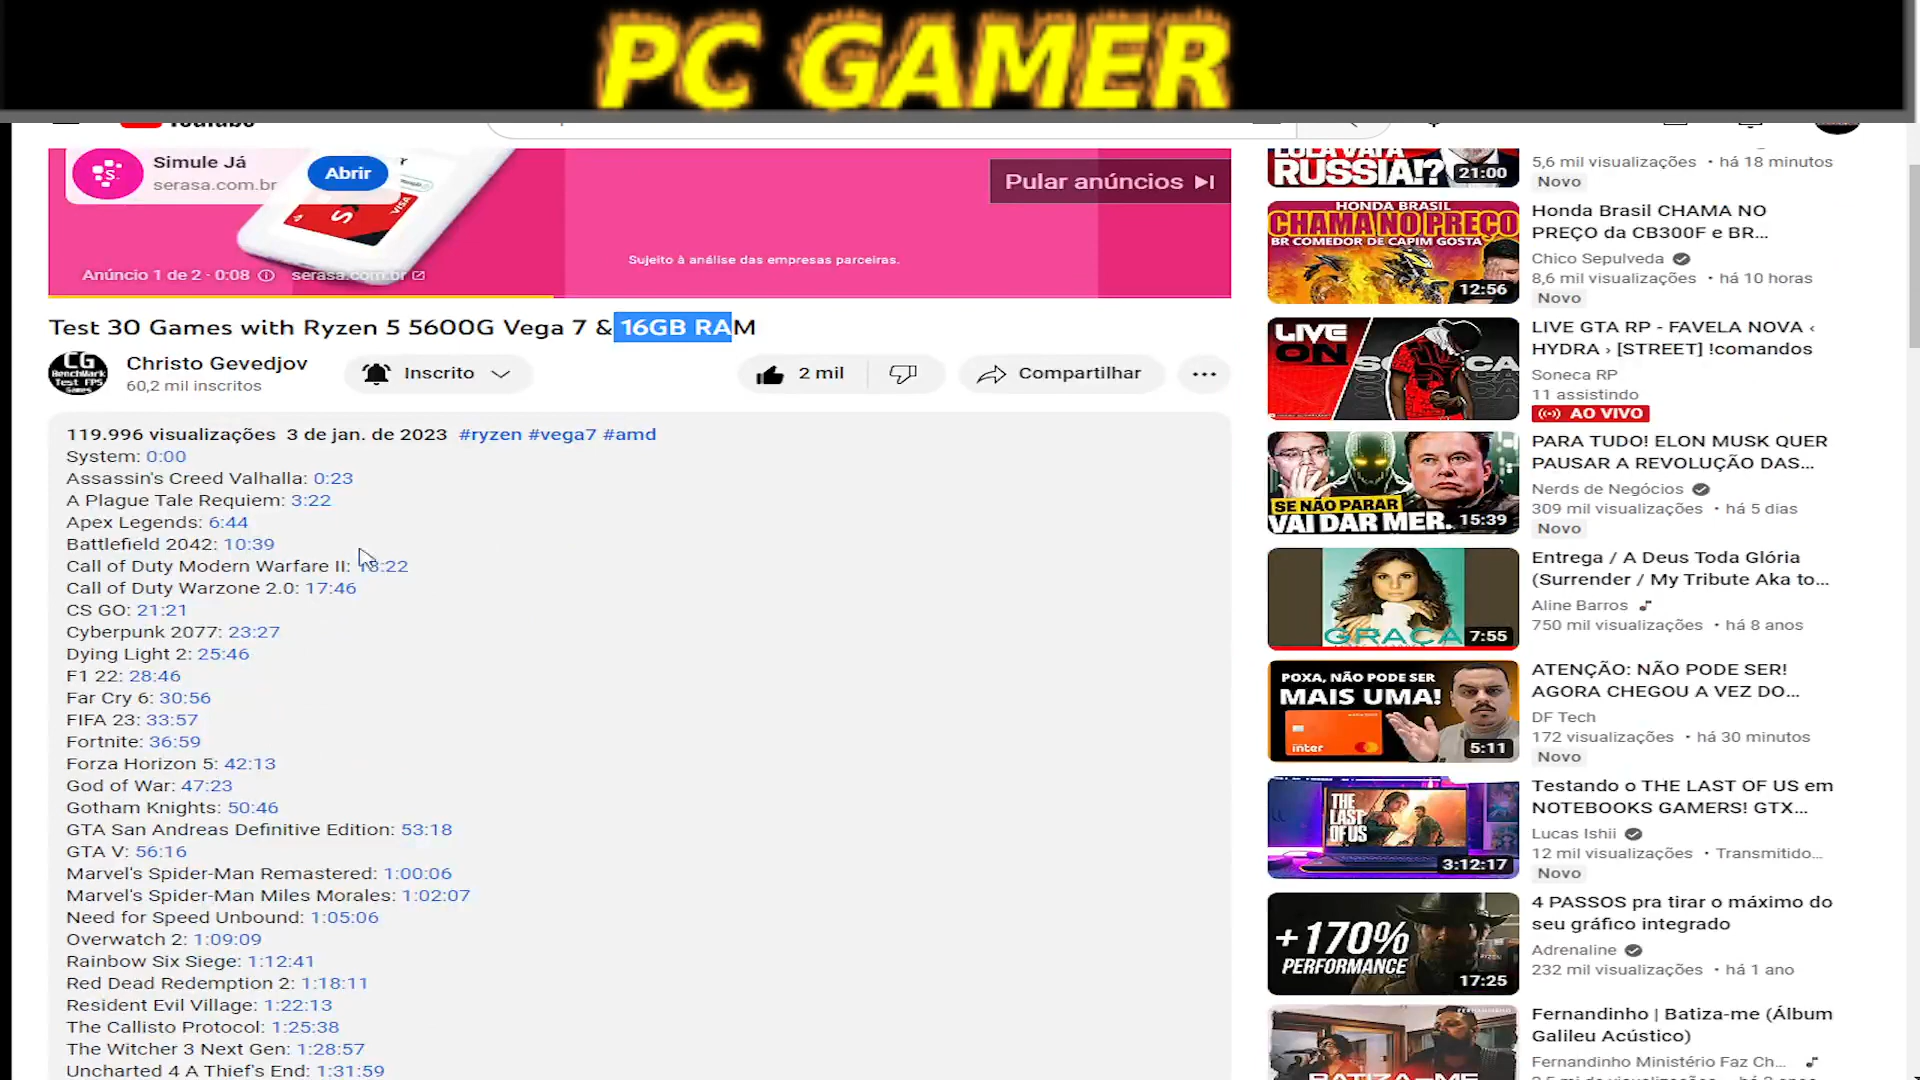 PC GAMER
YouTube
Simule Já
serasa.com.br
Abrir
VISA
Pular anúncios
Sujeito à análise das empresas parceiras.
Anúncio 1 de 2 · 0:08
serasa.com.br
Test 30 Games with Ryzen 5 5600G Vega 7 & 16GB RAM
CG
BenchMark
Test FPS
Games
Christo Gevedjov
60,2 mil inscritos
Inscrito
2 mil
Compartilhar
119.996 visualizações 3 de jan. de 2023 #ryzen #vega7 #amd
System: 0:00
Assassin's Creed Valhalla: 0:23
A Plague Tale Requiem: 3:22
Apex Legends: 6:44
Battlefield 2042: 10:39
Call of Duty Modern Warfare II: :22
Call of Duty Warzone 2.0: 17:46
CS GO: 21:21
Cyberpunk 2077: 23:27
Dying Light 2: 25:46
F1 22: 28:46
Far Cry 6: 30:56
FIFA 23: 33:57
Fortnite: 36:59
Forza Horizon 5: 42:13
God of War: 47:23
Gotham Knights: 50:46
GTA San Andreas Definitive Edition: 53:18
GTA V: 56:16
Marvel's Spider-Man Remastered: 1:00:06
Marvel's Spider-Man Miles Morales: 1:02:07
Need for Speed Unbound: 1:05:06
Overwatch 2: 1:09:09
Rainbow Six Siege: 1:12:41
Red Dead Redemption 2: 1:18:11
Resident Evil Village: 1:22:13
The Callisto Protocol: 1:25:38
The Witcher 3 Next Gen: 1:28:57
Uncharted 4 A Thief's End: 1:31:59
LULA VAI A
RUSSIA!?
21:00
5,6 mil visualizações • há 18 minutos
Novo
HONDA BRASIL
CHAMA NO PREÇO
BR COMEDOR DE CAPIM GOSTA
12:56
Honda Brasil CHAMA NO
PREÇO da CB300F e BR...
Chico Sepulveda
8,6 mil visualizações • há 10 horas
Novo
LIVE
ON
LIVE GTA RP - FAVELA NOVA ‹
HYDRA › [STREET] !comandos
Soneca RP
11 assistindo
AO VIVO
SE NÃO PARAR
VAI DAR MER.
15:39
PARA TUDO! ELON MUSK QUER
PAUSAR A REVOLUÇÃO DAS...
Nerds de Negócios
309 mil visualizações • há 5 dias
Novo
GRAÇA
7:55
Entrega / A Deus Toda Glória
(Surrender / My Tribute Aka to...
Aline Barros
750 mil visualizações • há 8 anos
POXA, NÃO PODE SER
MAIS UMA!
inter
5:11
ATENÇÃO: NÃO PODE SER!
AGORA CHEGOU A VEZ DO...
DF Tech
172 visualizações • há 30 minutos
Novo
THE
LAST
OF US
3:12:17
Testando o THE LAST OF US em
NOTEBOOKS GAMERS! GTX...
Lucas Ishii
12 mil visualizações • Transmitido...
Novo
+170%
PERFORMANCE
17:25
4 PASSOS pra tirar o máximo do
seu gráfico integrado
Adrenaline
232 mil visualizações • há 1 ano
BATIZA-ME
Fernandinho | Batiza-me (Álbum
Galileu Acústico)
Fernandinho Ministério Faz Ch...